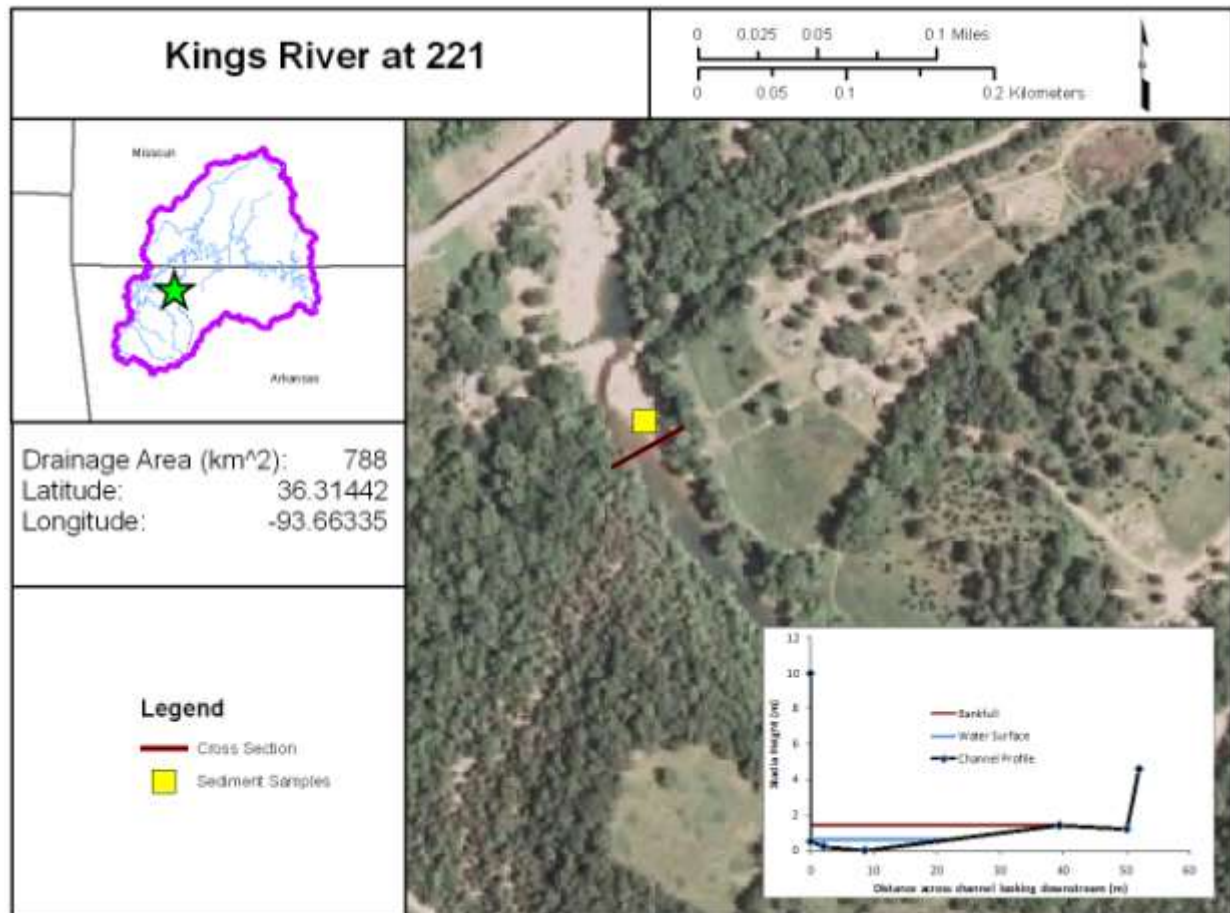 Kings River at 221
0 0.025 0.05 0.1 Miles
0 0.05 0.1 0.2 Kilometers
Missouri
Arkansas
Drainage Area (km^2): 788
Latitude: 36.31442
Longitude: -93.66335
Legend
Cross Section
Sediment Samples
12
10
8
6
4
2
0
Stadia Height (m)
Bankfull
Water Surface
Channel Profile
0 10 20 30 40 50 60
Distance across channel looking downstream (m)